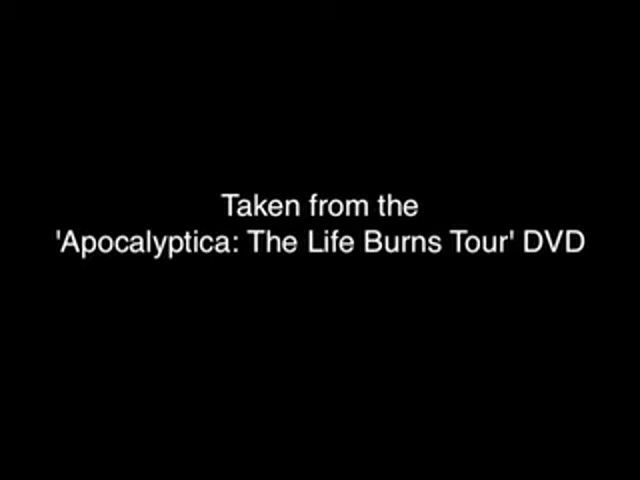 Taken from the
'Apocalyptica: The Life Burns Tour' DVD